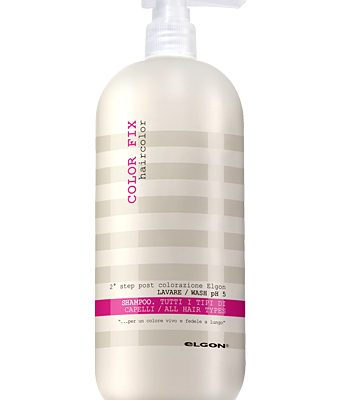 COLOR FIX
haircolor
2° step post colorazione Elgon
LAVARE / WASH pH 5
SHAMPOO. TUTTI I TIPI DI
CAPELLI / ALL HAIR TYPES
"...per un colore vivo e fedele a lungo"
eLGON®